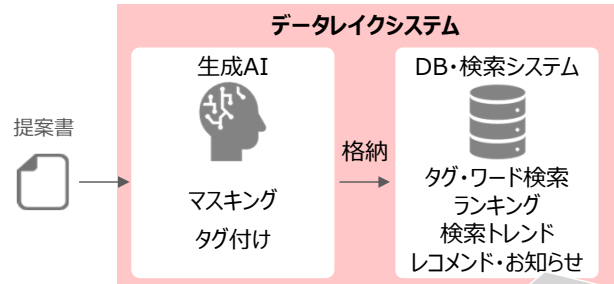 データレイクシステム
生成AI
DB・検索システム
提案書
格納
マスキング
タグ付け
タグ・ワード検索
ランキング
検索トレンド
レコメンド・お知らせ